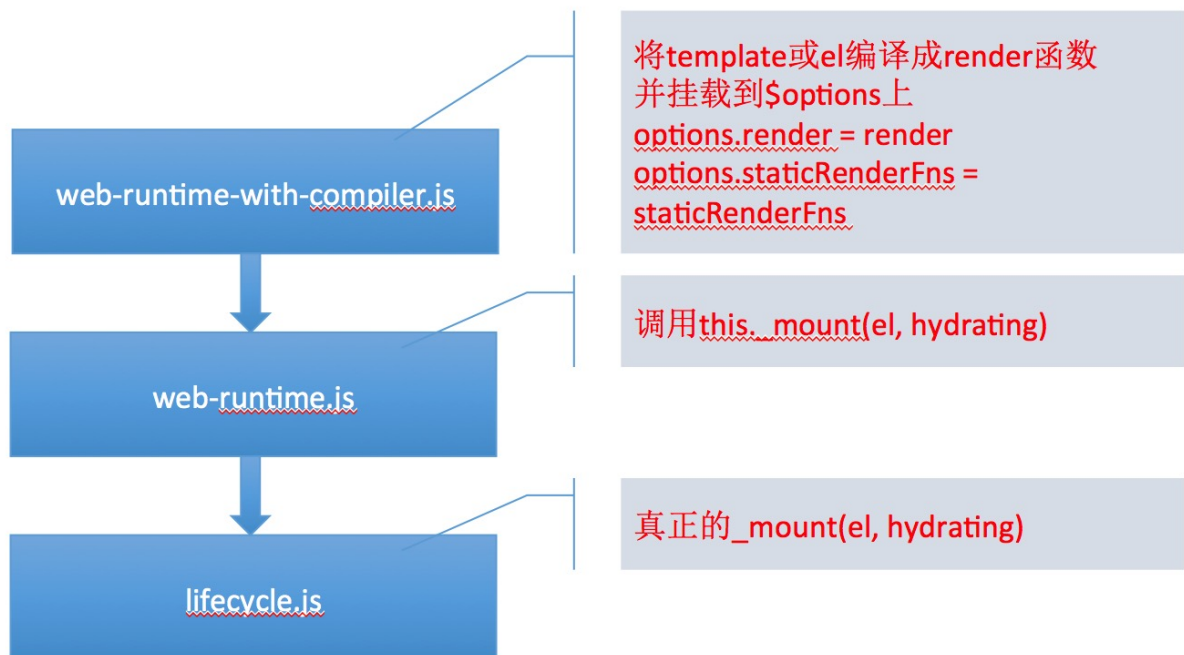 将template或el编译成render函数
并挂载到$options上
options.render = render
options.staticRenderFns =
staticRenderFns
web-runtime-with-compiler.js
调用this._mount(el, hydrating)
web-runtime.js
真正的_mount(el, hydrating)
lifecycle.js